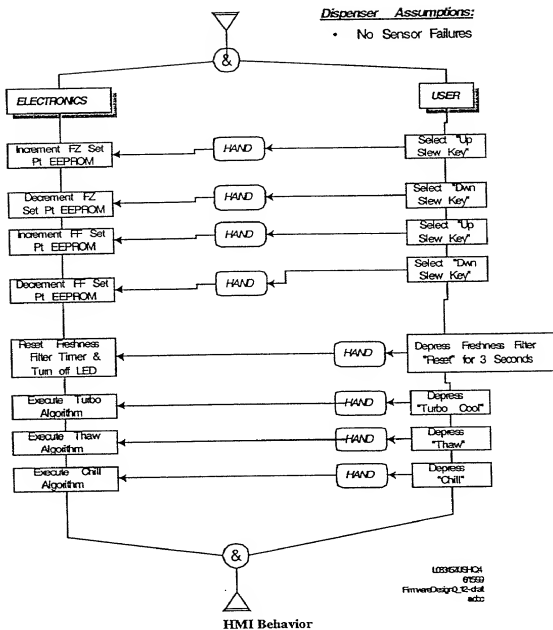 Dispenser Assumptions:
• No Sensor Failures
&
ELECTRONICS
USER
Increment FZ Set
Pt EEPROM
HAND
Select "Up
Slew Key"
Decrement FZ
Set Pt EEPROM
HAND
Select "Dwn
Slew Key"
Increment FF Set
Pt EEPROM
HAND
Select "Up
Slew Key"
Decrement FF Set
Pt EEPROM
HAND
Select "Dwn
Slew Key"
Reset Freshness
Filter Timer &
Turn off LED
HAND
Depress Freshness Filter
"Reset" for 3 Seconds
Execute Turbo
Algorithm
HAND
Depress
"Turbo Cool"
Execute Thaw
Algorithm
HAND
Depress
"Thaw"
Execute Chill
Algorithm
HAND
Depress
"Chill"
&
HMI Behavior